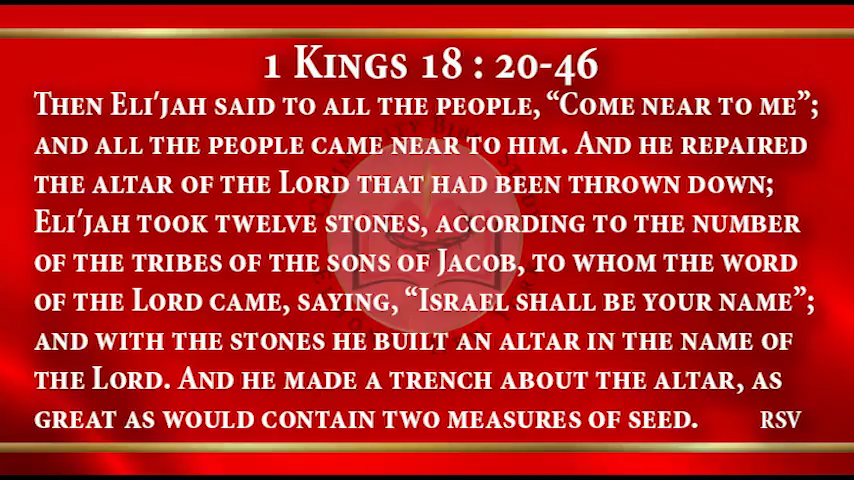 1 Kings 18 : 20-46
Then Eli'jah said to all the people, “Come near to me”;
and all the people came near to him. And he repaired
the altar of the Lord that had been thrown down;
Eli'jah took twelve stones, according to the number
of the tribes of the sons of Jacob, to whom the word
of the Lord came, saying, “Israel shall be your name”;
and with the stones he built an altar in the name of
the Lord. And he made a trench about the altar, as
great as would contain two measures of seed. RSV